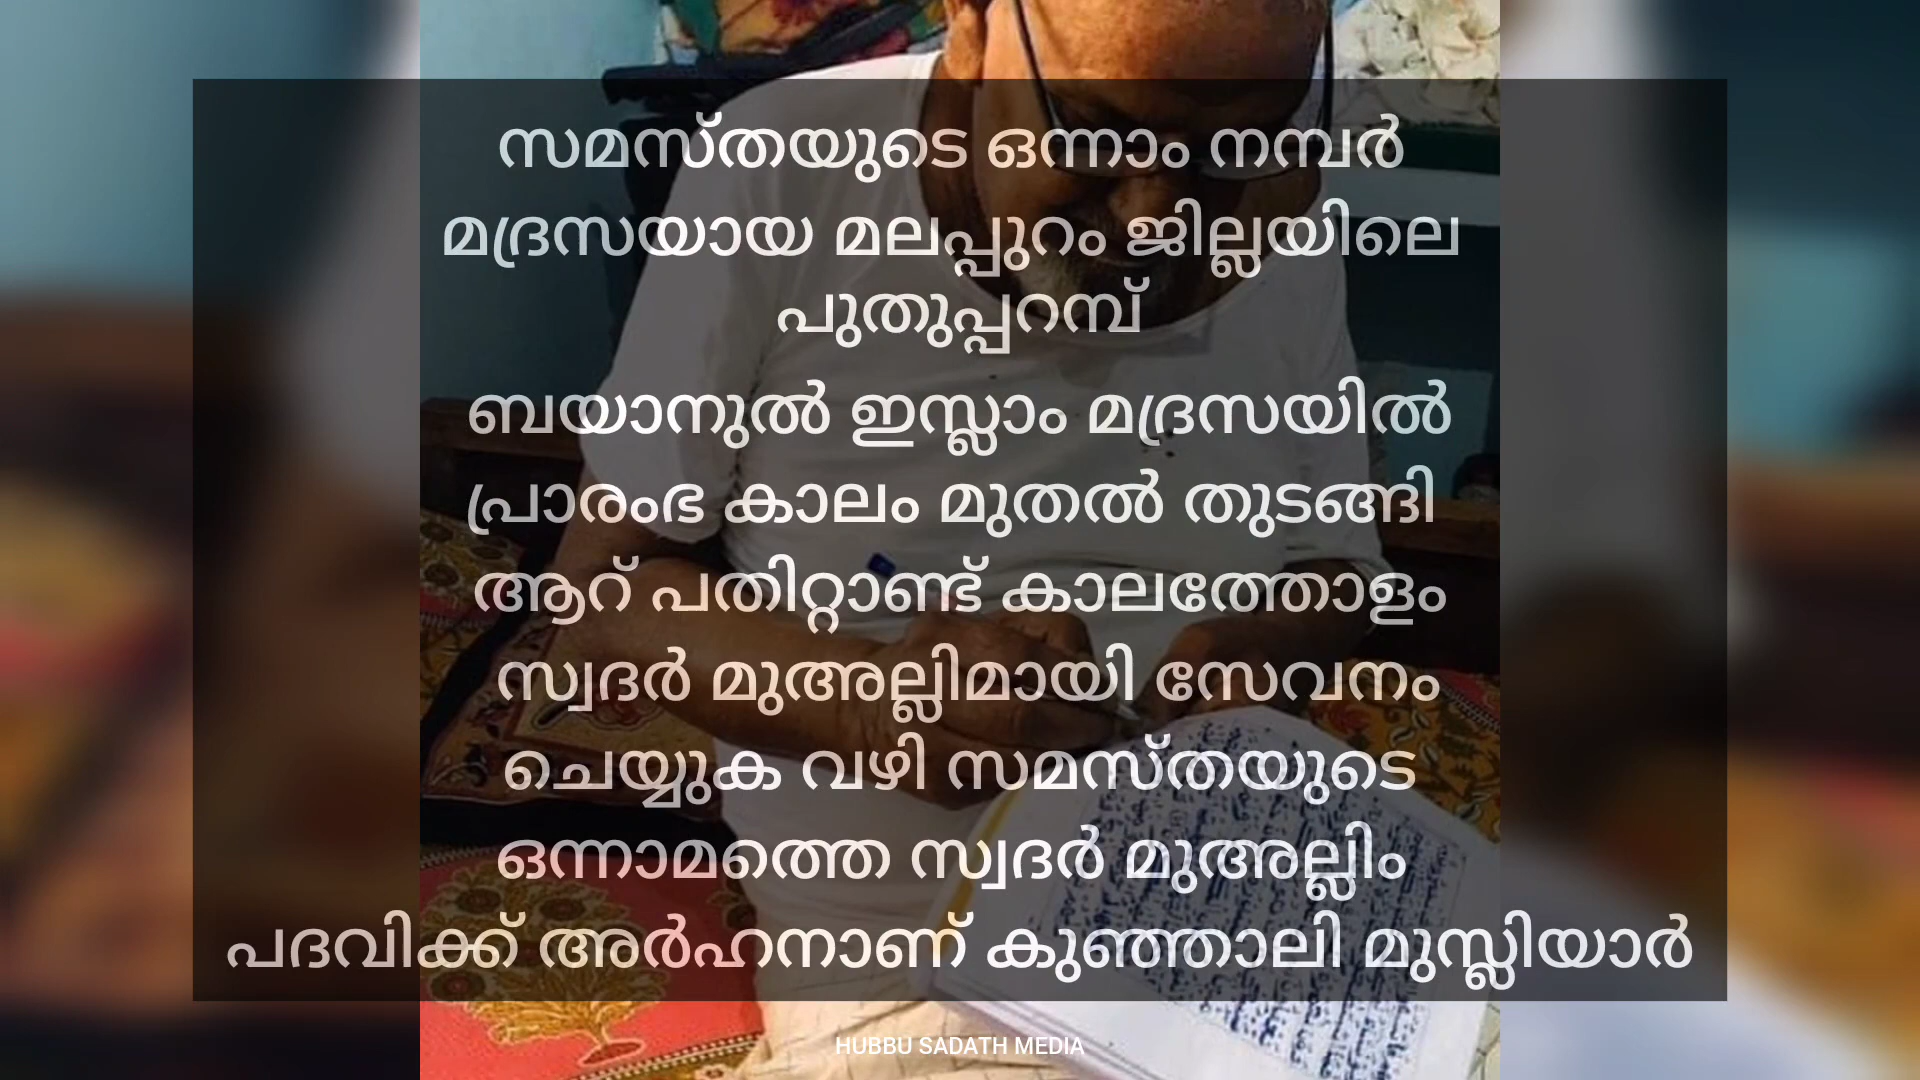 സമസ്തയുടെ ഒന്നാം നമ്പർ
മദ്രസയായ മലപ്പുറം ജില്ലയിലെ
പുതുപ്പറമ്പ്
ബയാനുൽ ഇസ്ലാം മദ്രസയിൽ
പ്രാരംഭ കാലം മുതൽ തുടങ്ങി
ആറ് പതിറ്റാണ്ട് കാലത്തോളം
സ്വദർ മുഅല്ലിമായി സേവനം
ചെയ്യുക വഴി സമസ്തയുടെ
ഒന്നാമത്തെ സ്വദർ മുഅല്ലിം
പദവിക്ക് അർഹനാണ് കുഞ്ഞാലി മുസ്ലിയാർ
HUBBU SADATH MEDIA